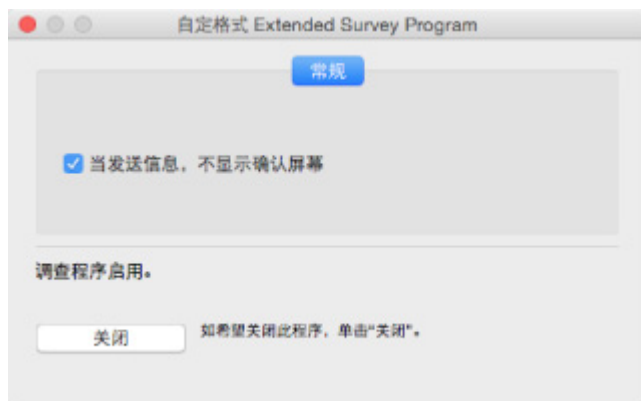 自定格式 Extended Survey Program
常规
当发送信息，不显示确认屏幕
调查程序启用。
关闭
如希望关闭此程序，单击“关闭”。